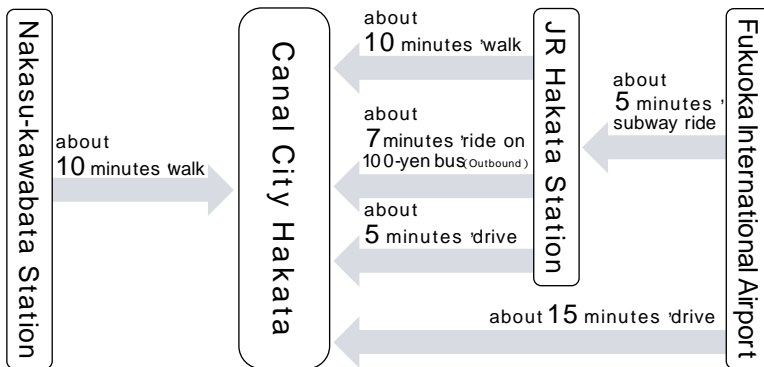 Nakasu-kawabata Station
about
10 minutes' walk
Canal City Hakata
about
10 minutes' walk
about
7 minutes' ride on
100-yen bus(Outbound)
about
5 minutes' drive
JR Hakata Station
about
5 minutes'
subway ride
about 15 minutes' drive
Fukuoka International Airport